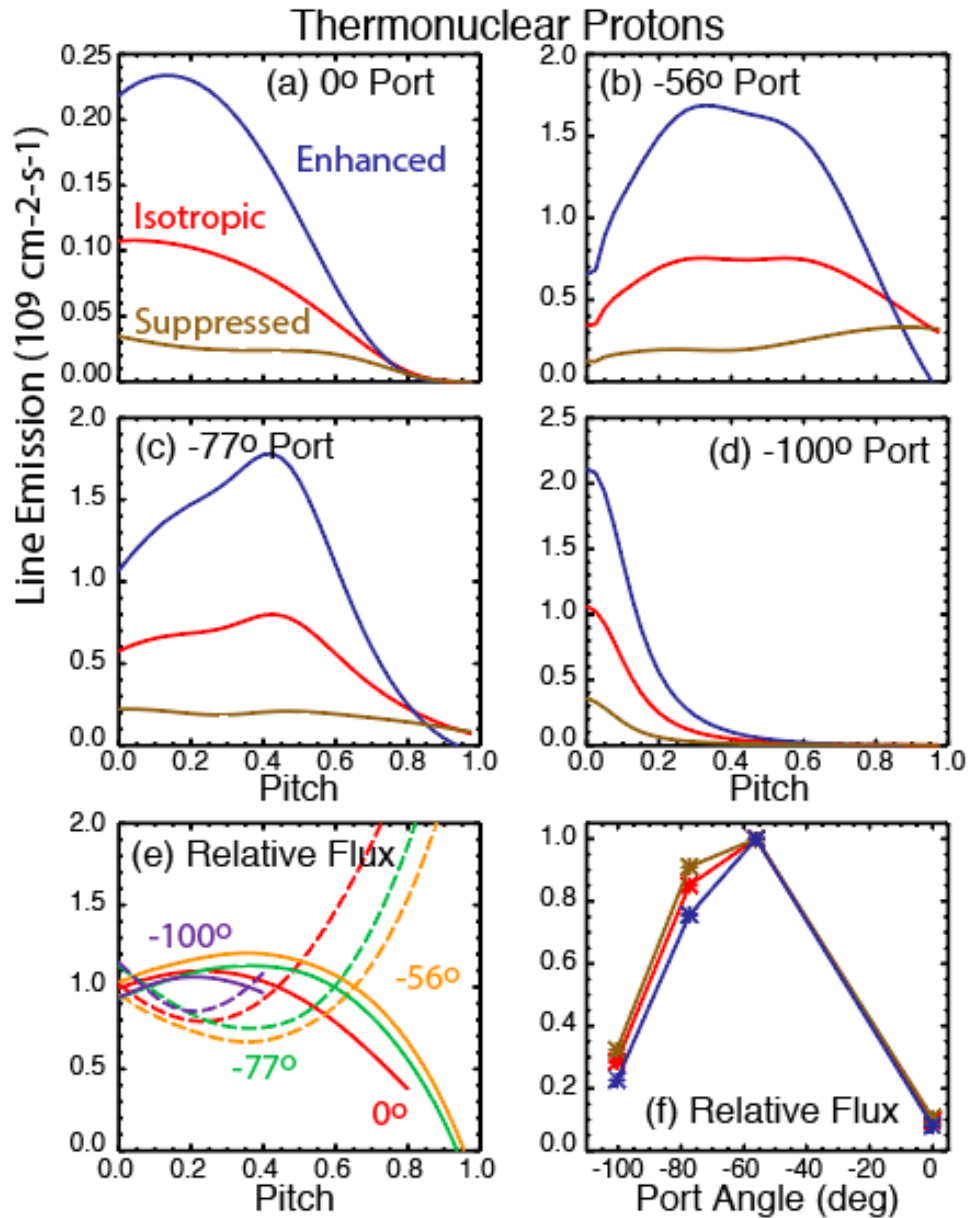 Thermonuclear Protons
Line Emission (109 cm-2-s-1)
(a) 0º Port
0.25
0.20
0.15
0.10
0.05
0.00
Enhanced
Isotropic
Suppressed
(b) -56º Port
2.0
1.5
1.0
0.5
0.0
(c) -77º Port
2.0
1.5
1.0
0.5
0.0
0.0 0.2 0.4 0.6 0.8 1.0
Pitch
(d) -100º Port
2.5
2.0
1.5
1.0
0.5
0.0
0.0 0.2 0.4 0.6 0.8 1.0
Pitch
(e) Relative Flux
2.0
1.5
1.0
0.5
0.0
-100º
-56º
-77º
0º
0.0 0.2 0.4 0.6 0.8 1.0
Pitch
1.0
0.8
0.6
0.4
0.2
0.0
(f) Relative Flux
-100 -80 -60 -40 -20 0
Port Angle (deg)